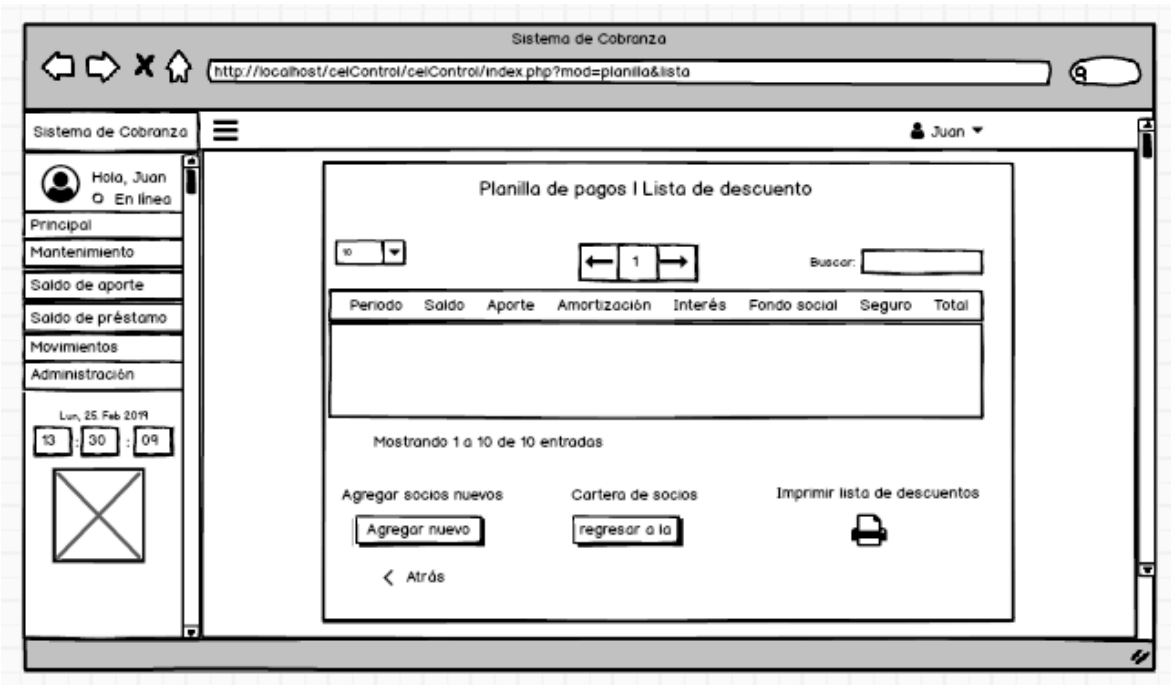 Sistema de Cobranza
http://localhost/celControl/celControl/index.php?mod=planilla&lista
Sistema de Cobranza
Juan
Hola, Juan
En línea
Principal
Mantenimiento
Saldo de aporte
Saldo de préstamo
Movimientos
Administración
Lun, 25. Feb 2019
13 : 30 : 09
Planilla de pagos | Lista de descuento
10
1
Buscar:
Periodo Saldo Aporte Amortización Interés Fondo social Seguro Total
Mostrando 1 a 10 de 10 entradas
Agregar socios nuevos Cartera de socios Imprimir lista de descuentos
Agregar nuevo regresar a la
Atrás